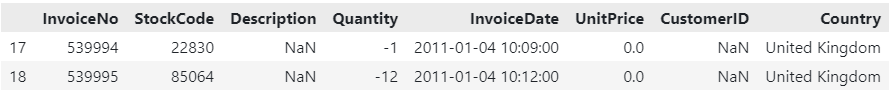 InvoiceNo StockCode Description Quantity InvoiceDate UnitPrice CustomerID Country
17 539994 22830 NaN -1 2011-01-04 10:09:00 0.0 NaN United Kingdom
18 539995 85064 NaN -12 2011-01-04 10:12:00 0.0 NaN United Kingdom